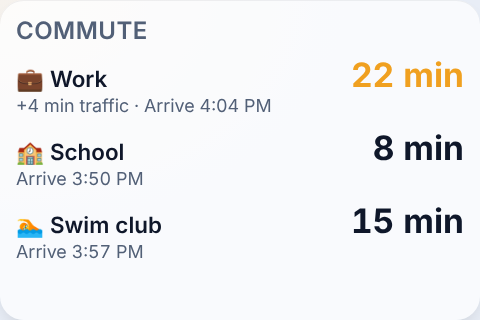 COMMUTE
💼 Work
22 min
+4 min traffic · Arrive 4:04 PM
🏫 School
8 min
Arrive 3:50 PM
🏊 Swim club
15 min
Arrive 3:57 PM